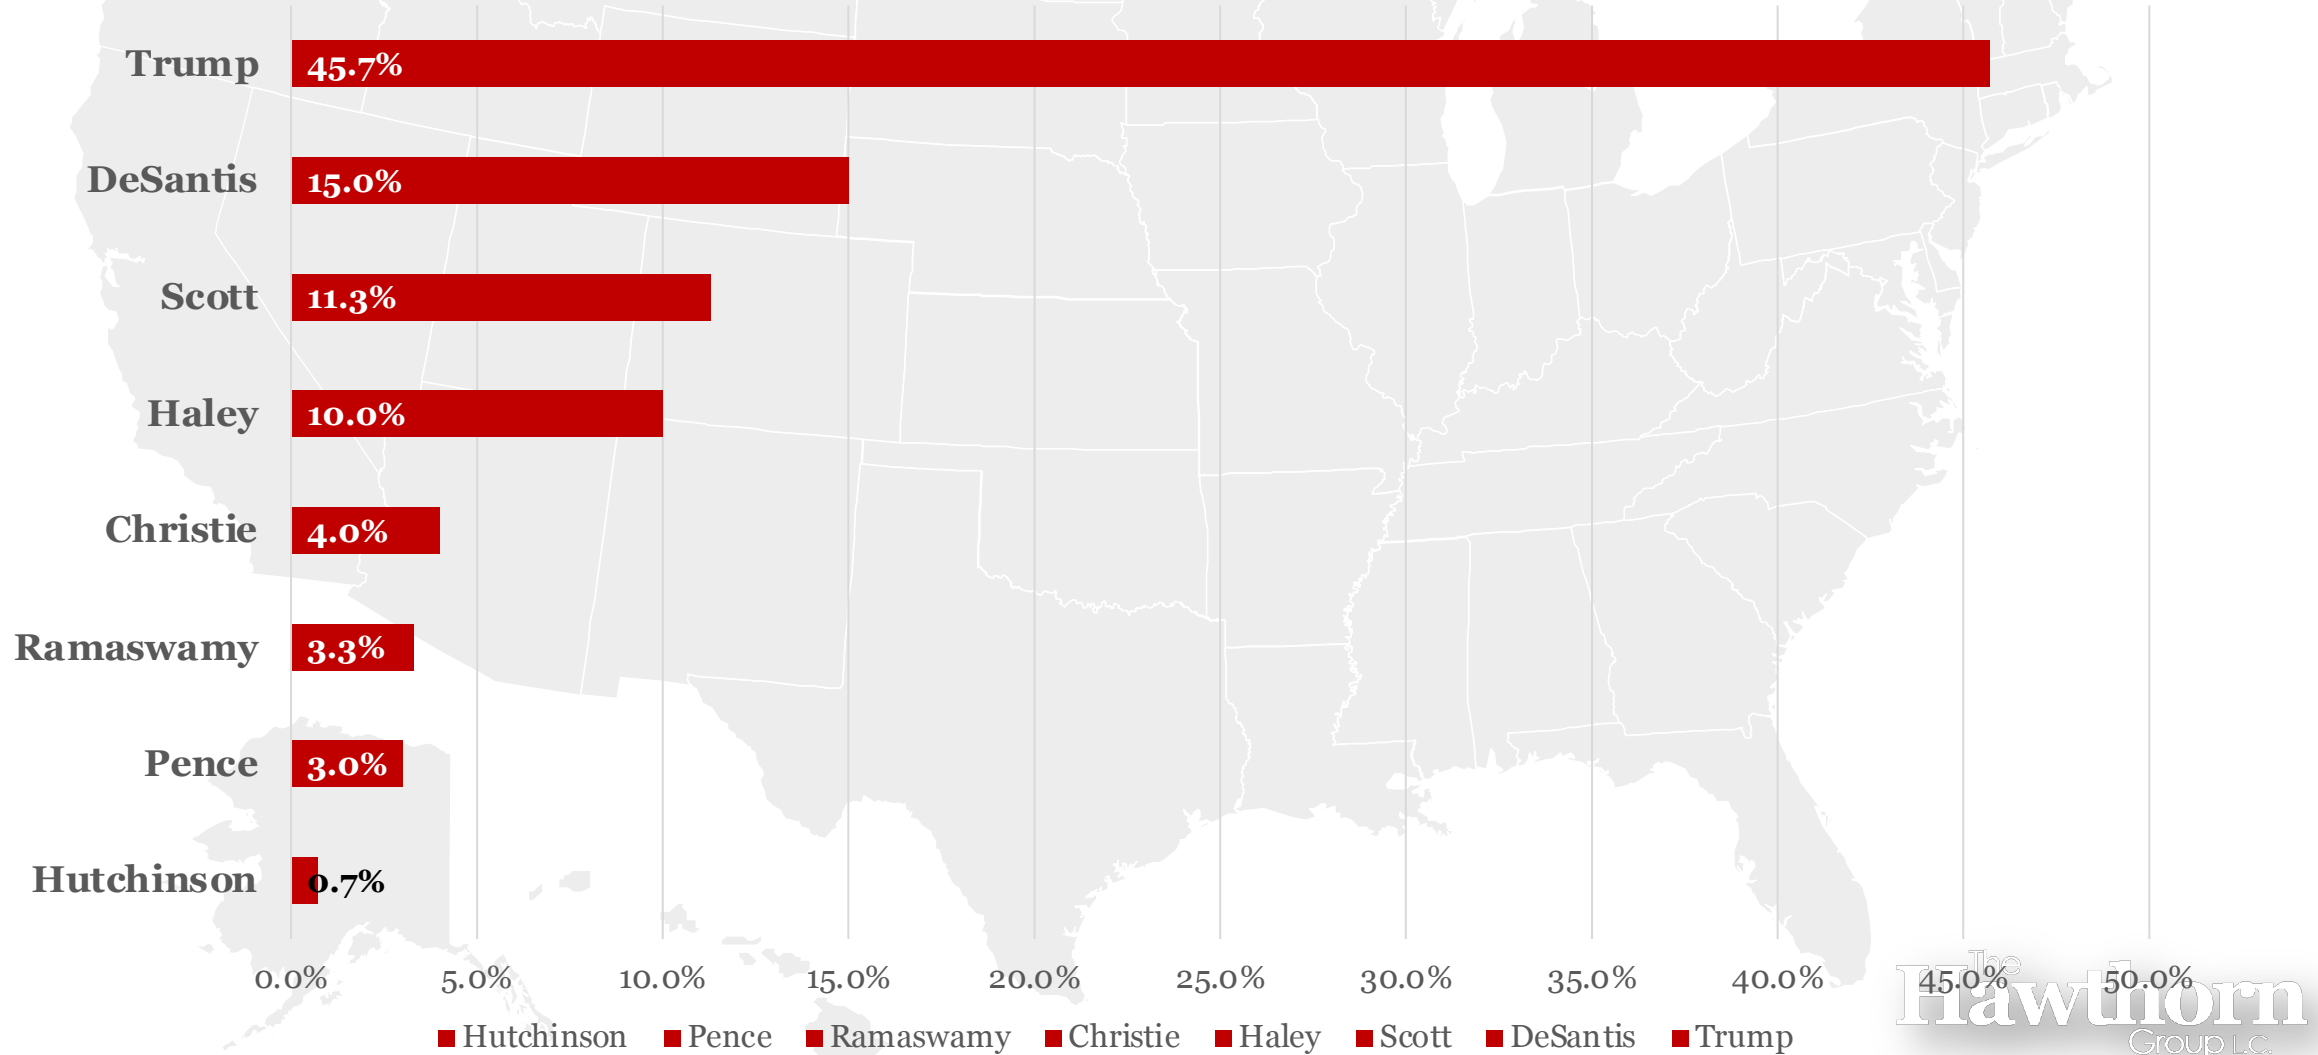 Trump 45.7%
DeSantis 15.0%
Scott 11.3%
Haley 10.0%
Christie 4.0%
Ramaswamy 3.3%
Pence 3.0%
Hutchinson 0.7%
0.0% 5.0% 10.0% 15.0% 20.0% 25.0% 30.0% 35.0% 40.0% 45.0% 50.0%
Hutchinson Pence Ramaswamy Christie Haley Scott DeSantis Trump
The
Hawthorn
Group L.C.